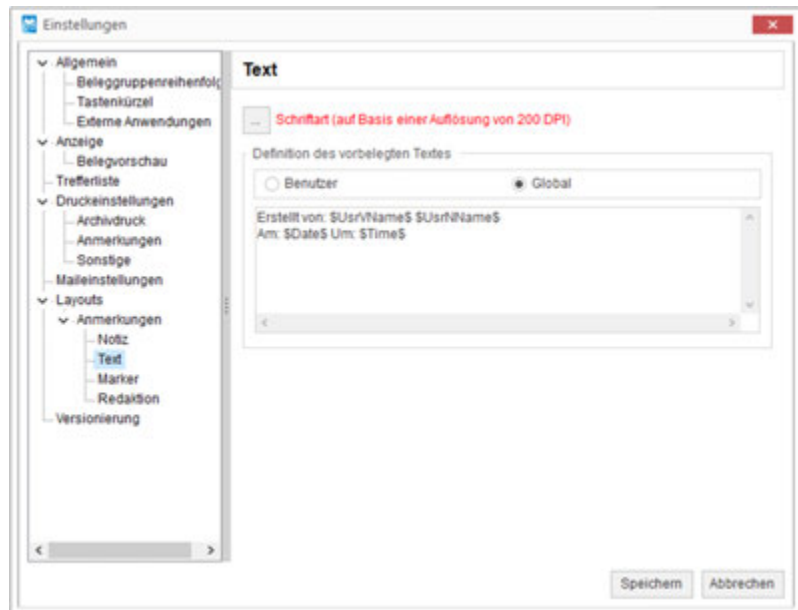 Einstellungen
Allgemein
Beleggruppenreihenfolg
Tastenkürzel
Externe Anwendungen
Anzeige
Belegvorschau
Trefferliste
Druckeinstellungen
Archivdruck
Anmerkungen
Sonstige
Maileinstellungen
Layouts
Anmerkungen
Notiz
Text
Marker
Redaktion
Versionierung
Text
... Schriftart (auf Basis einer Auflösung von 200 DPI)
Definition des vorbelegten Textes
Benutzer Global
Erstellt von: $UsrVName$ $UsrNName$
Am: $Date$ Um: $Time$
Speichern Abbrechen